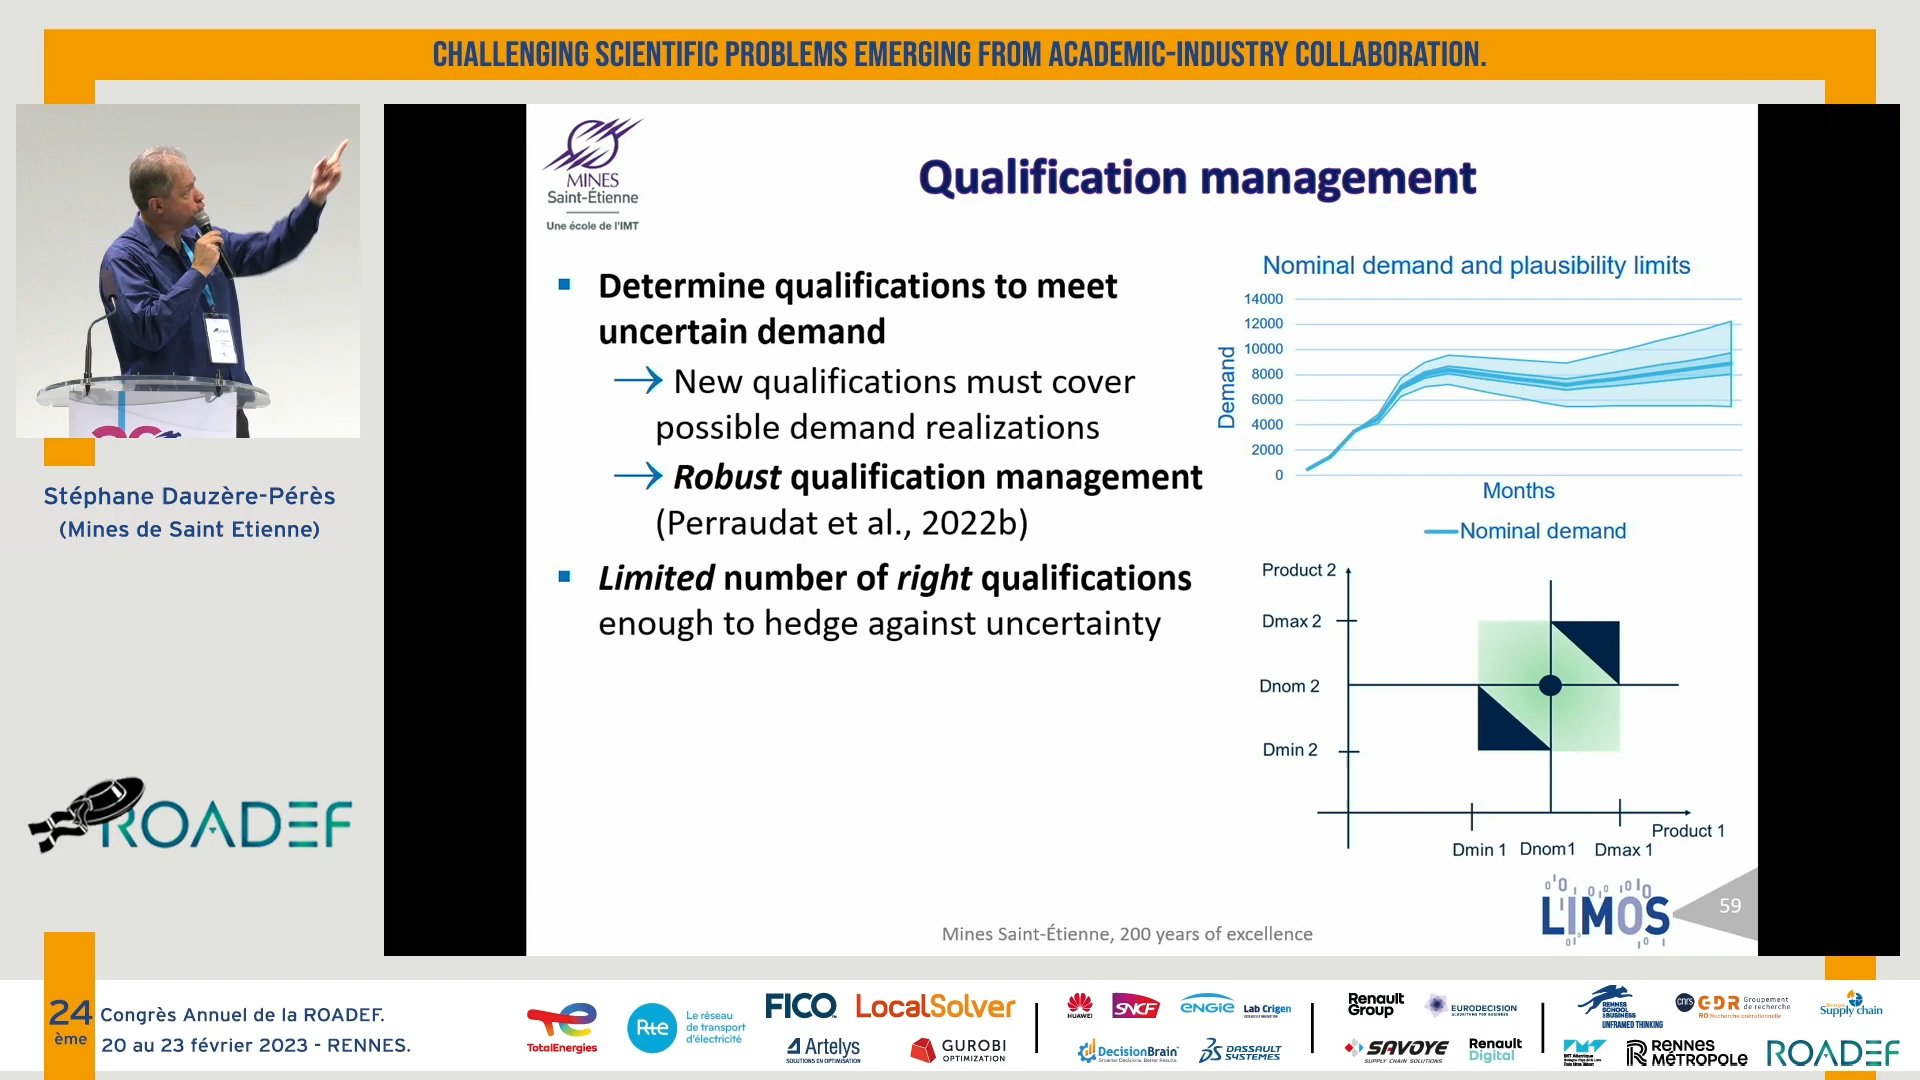 CHALLENGING SCIENTIFIC PROBLEMS EMERGING FROM ACADEMIC-INDUSTRY COLLABORATION.
MINES
Saint-Étienne
Une école de l'IMT
Qualification management
Determine qualifications to meet
uncertain demand
→ New qualifications must cover
possible demand realizations
→ Robust qualification management
(Perraudat et al., 2022b)
Limited number of right qualifications
enough to hedge against uncertainty
Nominal demand and plausibility limits
Demand
14000
12000
10000
8000
6000
4000
2000
0
Months
Nominal demand
Product 2
Dmax 2
Dnom 2
Dmin 2
Product 1
Dmin 1 Dnom1 Dmax 1
LIMOS
59
Mines Saint-Étienne, 200 years of excellence
Stéphane Dauzère-Pérès
(Mines de Saint Etienne)
ROADEF
24
ème
Congrès Annuel de la ROADEF.
20 au 23 février 2023 - RENNES.
TotalEnergies
Rte
Le réseau
de transport
d'électricité
FICO
LocalSolver
Artelys
SOLUTIONS EN OPTIMISATION
GUROBI
OPTIMIZATION
HUAWEI
SNCF
ENGIE Lab Crigen
DecisionBrain
DASSAULT
SYSTEMES
Renault
Group
EURODECISION
SAVOYE
SUPPLY CHAIN SOLUTIONS
Renault
Digital
RENNES
SCHOOL
OF BUSINESS
UNFRAMED THINKING
cnrs
GDR Groupement
de recherche
RO Recherche opérationnelle
Supply chain
IMT Atlantique
RENNES
MÉTROPOLE
ROADEF